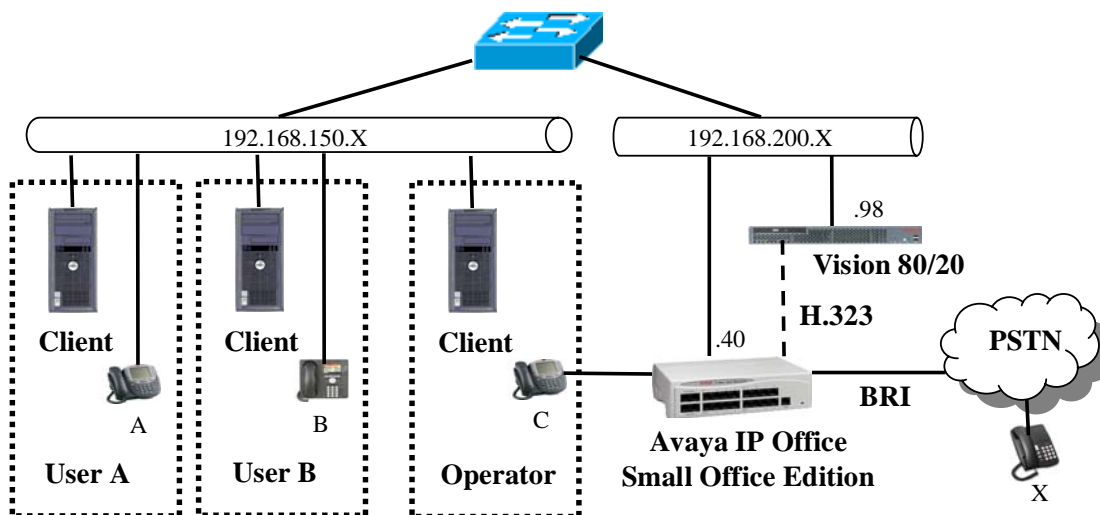 192.168.150.X
192.168.200.X
.98
Vision 80/20
H.323
.40
Client
Client
Client
PSTN
BRI
A
B
C
X
User A
User B
Operator
Avaya IP Office
Small Office Edition